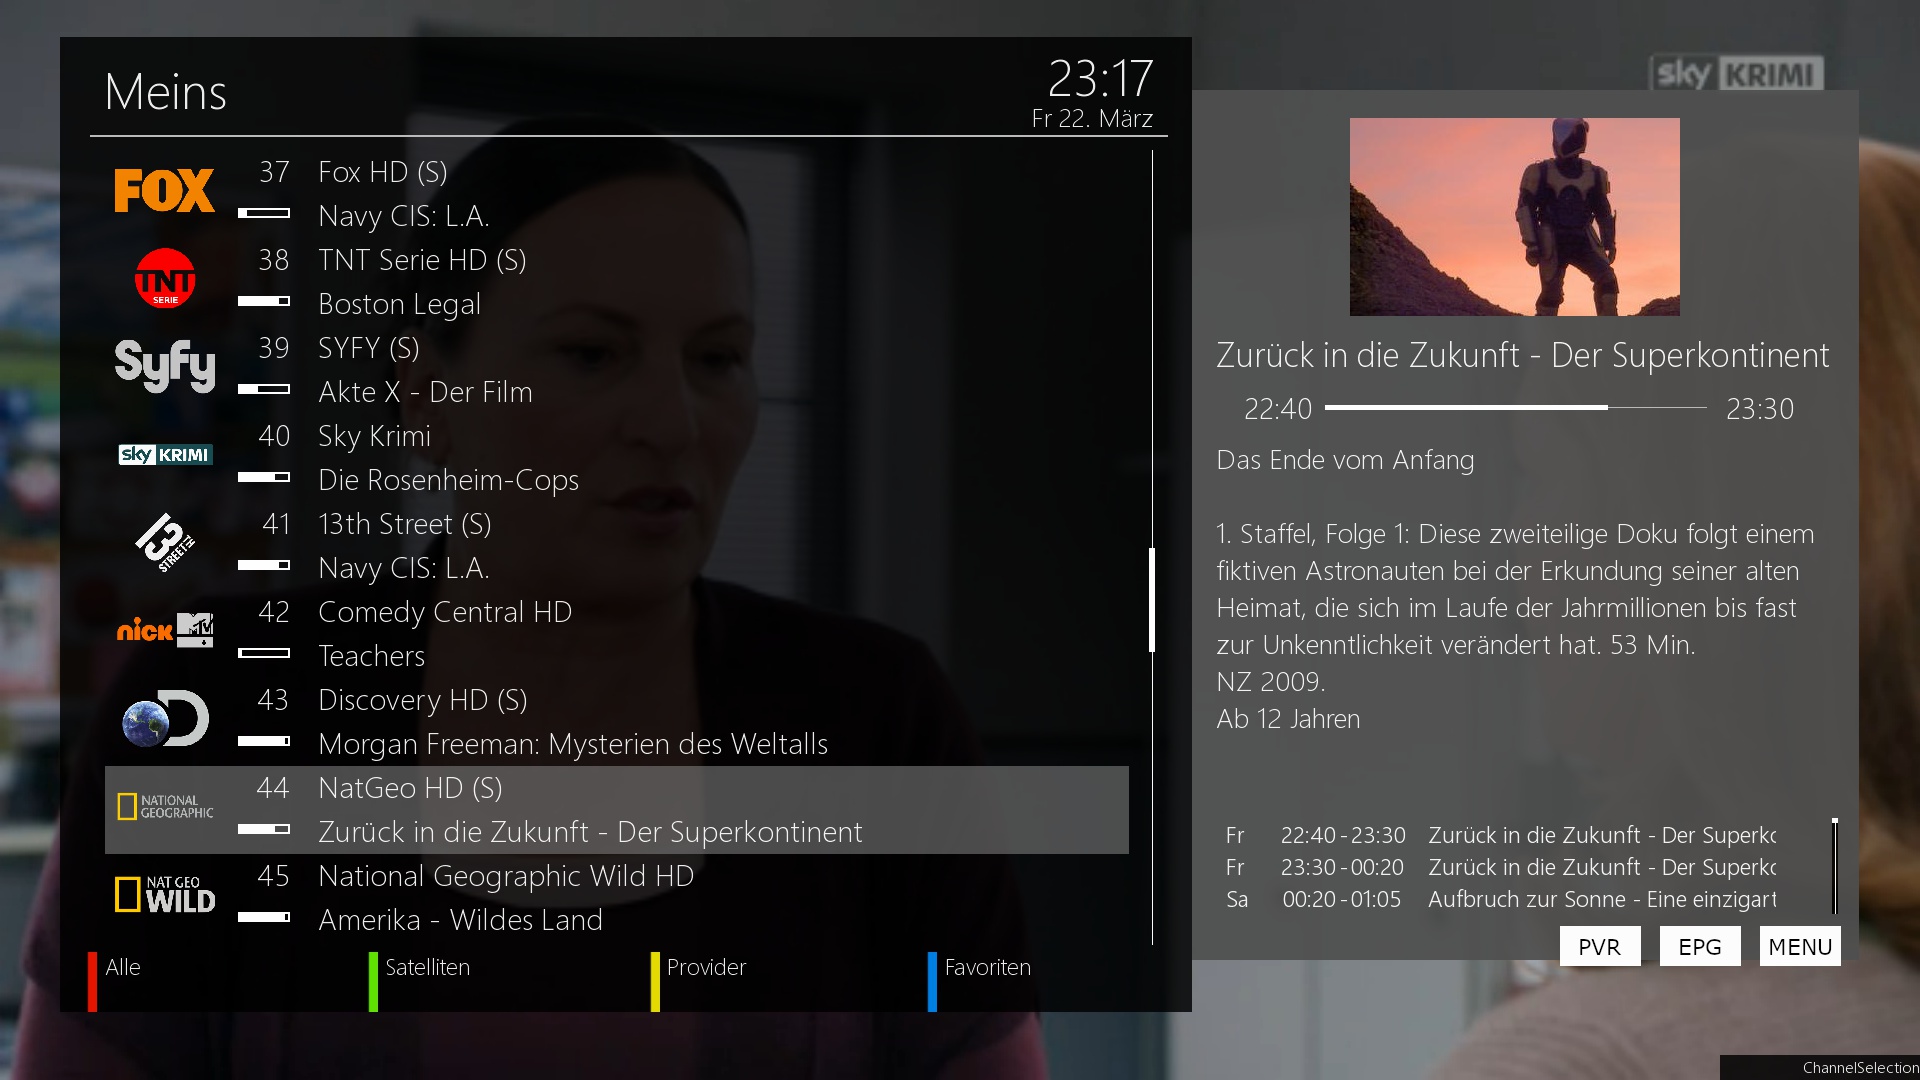 Meins
23:17
Fr 22. März
sky KRIMI
FOX
37 Fox HD (S)
Navy CIS: L.A.
TNT
SERIE
38 TNT Serie HD (S)
Boston Legal
Syfy
39 SYFY (S)
Akte X - Der Film
sky KRIMI
40 Sky Krimi
Die Rosenheim-Cops
13TH STREET
41 13th Street (S)
Navy CIS: L.A.
nick MTV+
42 Comedy Central HD
Teachers
D
43 Discovery HD (S)
Morgan Freeman: Mysterien des Weltalls
NATIONAL
GEOGRAPHIC
44 NatGeo HD (S)
Zurück in die Zukunft - Der Superkontinent
NAT GEO
WILD
45 National Geographic Wild HD
Amerika - Wildes Land
Alle Satelliten Provider Favoriten
Zurück in die Zukunft - Der Superkontinent
22:40 23:30
Das Ende vom Anfang
1. Staffel, Folge 1: Diese zweiteilige Doku folgt einem
fiktiven Astronauten bei der Erkundung seiner alten
Heimat, die sich im Laufe der Jahrmillionen bis fast
zur Unkenntlichkeit verändert hat. 53 Min.
NZ 2009.
Ab 12 Jahren
Fr 22:40 - 23:30 Zurück in die Zukunft - Der Superko
Fr 23:30 - 00:20 Zurück in die Zukunft - Der Superko
Sa 00:20 - 01:05 Aufbruch zur Sonne - Eine einzigart
PVR EPG MENU
ChannelSelection